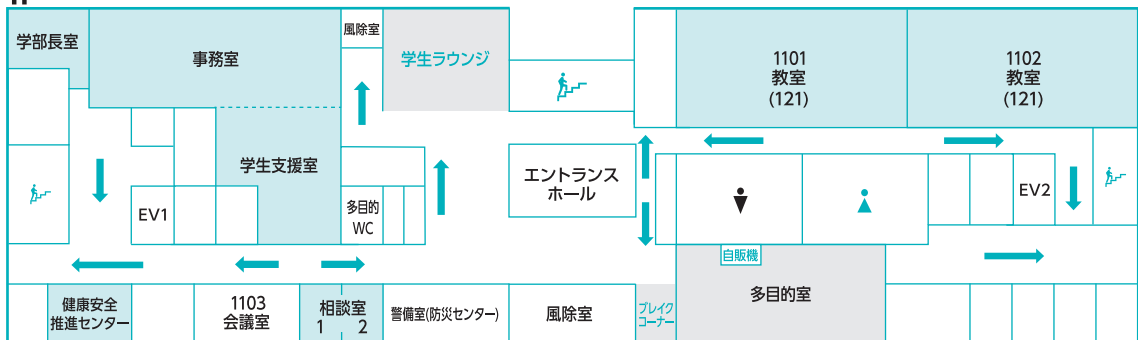 学部長室
事務室
風除室
学生ラウンジ
1101
教室
(121)
1102
教室
(121)
学生支援室
エントランス
ホール
EV1
多目的
WC
EV2
自販機
健康安全
推進センター
1103
会議室
相談室
1 2
警備室(防災センター)
風除室
ブレイク
コーナー
多目的室